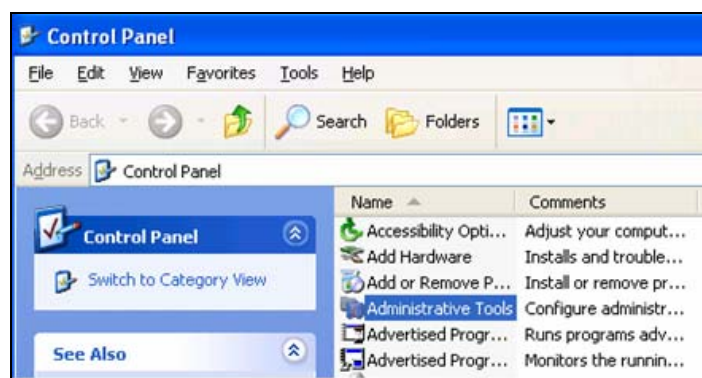 Control Panel
File Edit View Favorites Tools Help
Back Search Folders
Address Control Panel
Name Comments
Control Panel
Switch to Category View
See Also
Accessibility Opti... Adjust your comput...
Add Hardware Installs and trouble...
Add or Remove P... Install or remove pr...
Administrative Tools Configure administr...
Advertised Progr... Runs programs adv...
Advertised Progr... Monitors the runnin...